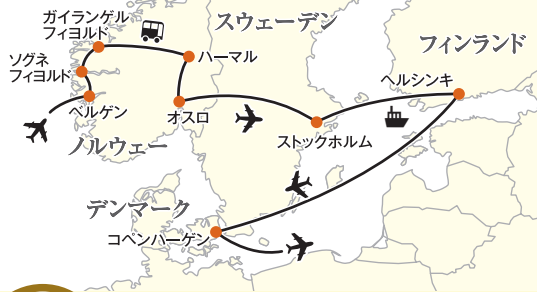 ガイランゲル
フィヨルド
スウェーデン
フィンランド
ソグネ
フィヨルド
ハーマル
ヘルシンキ
ベルゲン
オスロ
ノルウェー
ストックホルム
デンマーク
コペンハーゲン